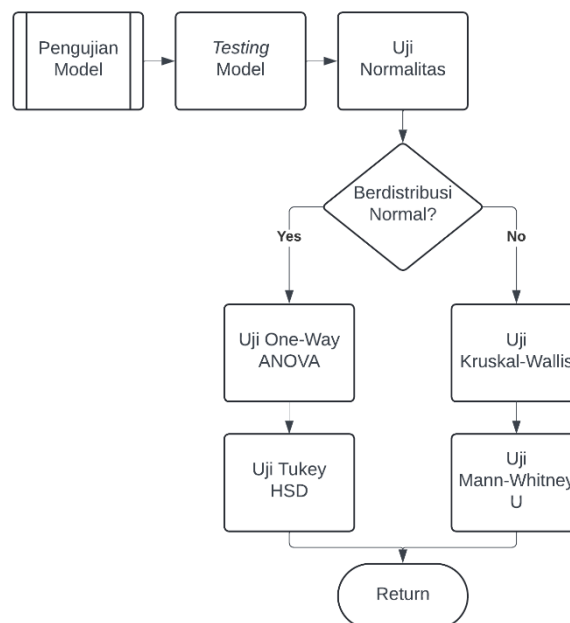 Pengujian
Model
Testing
Model
Uji
Normalitas
Berdistribusi
Normal?
Yes
No
Uji One-Way
ANOVA
Uji
Kruskal-Wallis
Uji Tukey
HSD
Uji
Mann-Whitney
U
Return